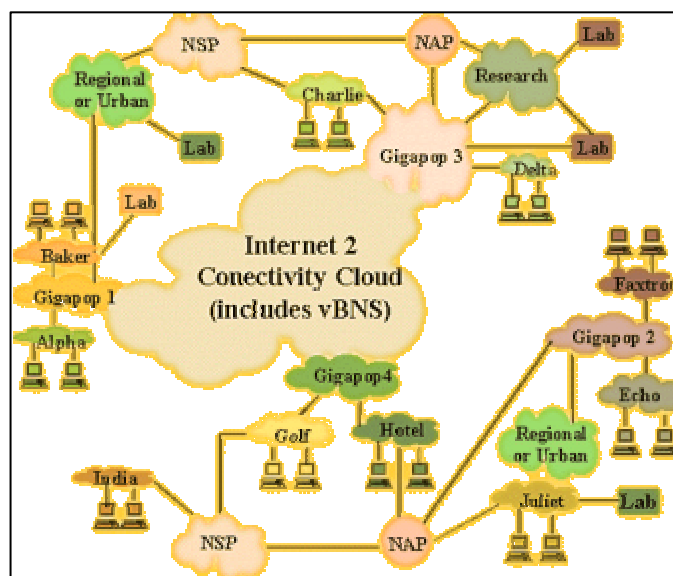 NSP
NAP
Lab
Regional
or Urban
Research
Charlie
Lab
Gigapop 3
Lab
Delta
Lab
Internet 2
Conectivity Cloud
(includes vBNS)
Baker
Gigapop 1
Faxtrot
Alpha
Gigapop 2
Gigapop4
Echo
Golf
Hotel
Regional
or Urban
India
Juliet
Lab
NSP
NAP